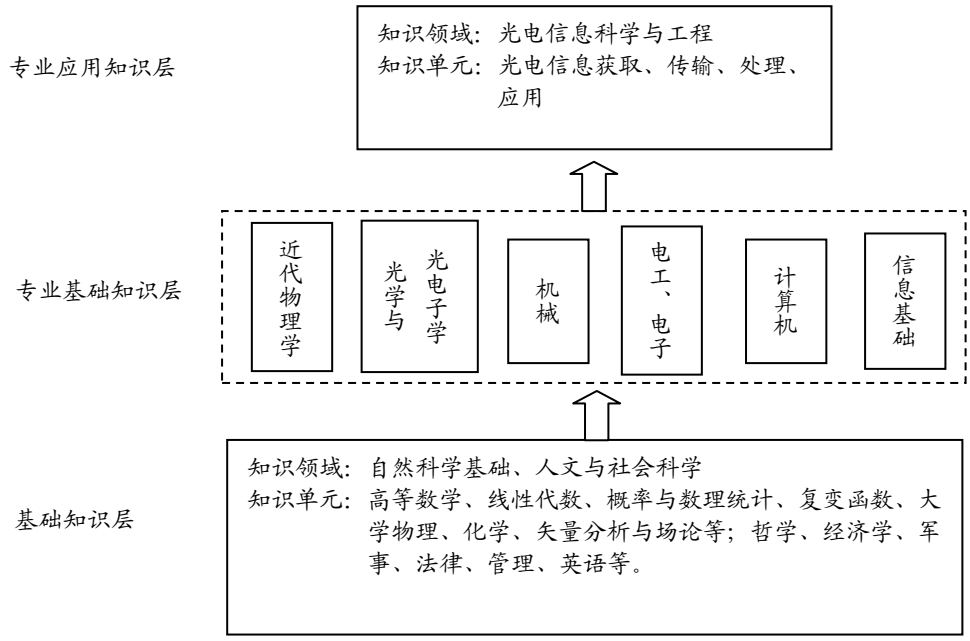 专业应用知识层
知识领域：光电信息科学与工程
知识单元：光电信息获取、传输、处理、
应用
专业基础知识层
近代物理学
光学与
光电子学
机械
电工、电子
计算机
信息基础
基础知识层
知识领域：自然科学基础、人文与社会科学
知识单元：高等数学、线性代数、概率与数理统计、复变函数、大
学物理、化学、矢量分析与场论等；哲学、经济学、军
事、法律、管理、英语等。